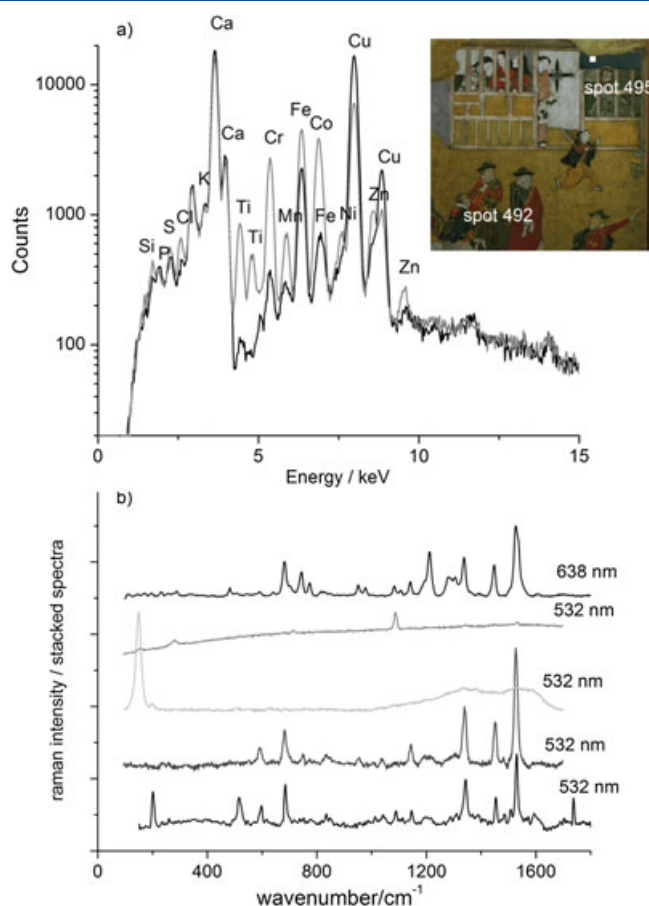 a)
Ca
Cu
10000
Ca
Fe
Co
Cr
Cu
K
1000
Cl
S
Si
P
Ti
Ti
Mn
Fe
Ni
Zn
Zn
100
Counts
0
5
10
15
Energy / keV
spot 495
spot 492
b)
638 nm
532 nm
532 nm
532 nm
532 nm
raman intensity / stacked spectra
0
400
800
1200
1600
wavenumber/cm-1